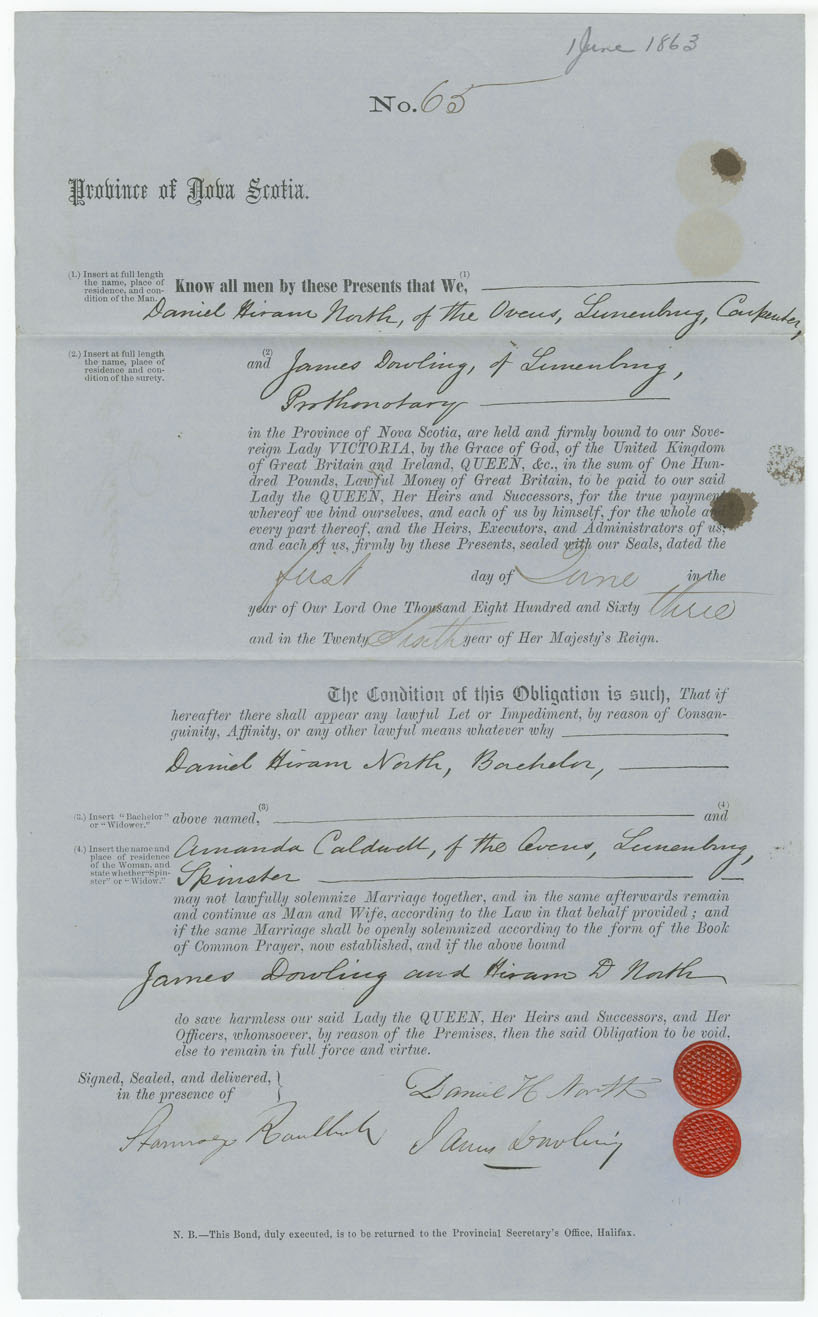 1 June 1863
No. 65
Province of Nova Scotia.
(1.) Insert at full length
the name, place of
residence, and con-
dition of the Man.
Know all men by these Presents that We, (1)
Daniel Hiram North, of the Ovens, Lunenburg, Carpenter,
(2.) Insert at full length
the name, place of
residence and con-
dition of the surety.
and (2) James Dowling, of Lunenburg,
Prothonotary
in the Province of Nova Scotia, are held and firmly bound to our Sove-
reign Lady VICTORIA, by the Grace of God, of the United Kingdom
of Great Britain and Ireland, QUEEN, &c., in the sum of One Hun-
dred Pounds, Lawful Money of Great Britain, to be paid to our said
Lady the QUEEN, Her Heirs and Successors, for the true payment
whereof we bind ourselves, and each of us by himself, for the whole and
every part thereof, and the Heirs, Executors, and Administrators of us,
and each of us, firmly by these Presents, sealed with our Seals, dated the
first day of June in the
year of Our Lord One Thousand Eight Hundred and Sixty three
and in the Twenty Sixth year of Her Majesty's Reign.
The Condition of this Obligation is such, That if
hereafter there shall appear any lawful Let or Impediment, by reason of Consan-
guinity, Affinity, or any other lawful means whatever why
Daniel Hiram North, Bachelor,
(3.) Insert "Bachelor"
or "Widower."
above named, (3) (4) and
(4.) Insert the name and
place of residence
of the Woman, and
state whether "Spin-
ster" or "Widow."
Amanda Caldwell, of the Ovens, Lunenburg,
Spinster
may not lawfully solemnize Marriage together, and in the same afterwards remain
and continue as Man and Wife, according to the Law in that behalf provided; and
if the same Marriage shall be openly solemnized according to the form of the Book
of Common Prayer, now established, and if the above bound
James Dowling and Hiram D North
do save harmless our said Lady the QUEEN, Her Heirs and Successors, and Her
Officers, whomsoever, by reason of the Premises, then the said Obligation to be void,
else to remain in full force and virtue.
Signed, Sealed, and delivered,
in the presence of
Daniel H North
James Dowling
N. B.—This Bond, duly executed, is to be returned to the Provincial Secretary's Office, Halifax.